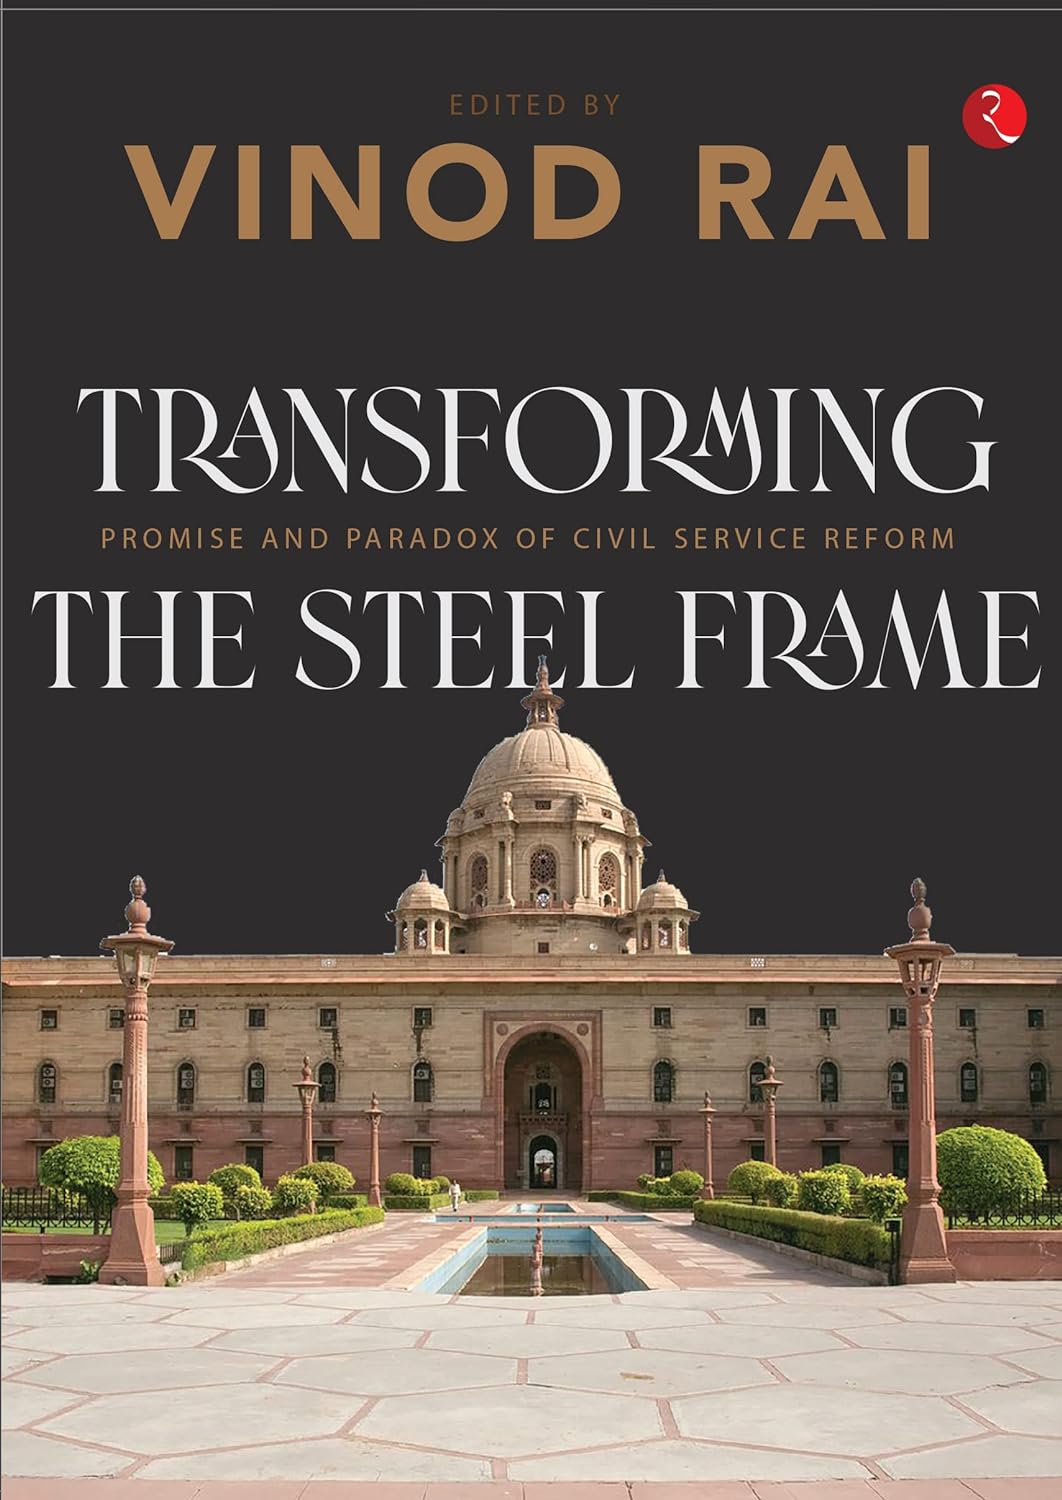 EDITED BY
VINOD RAI
TRANSFORMING
PROMISE AND PARADOX OF CIVIL SERVICE REFORM
THE STEEL FRAME